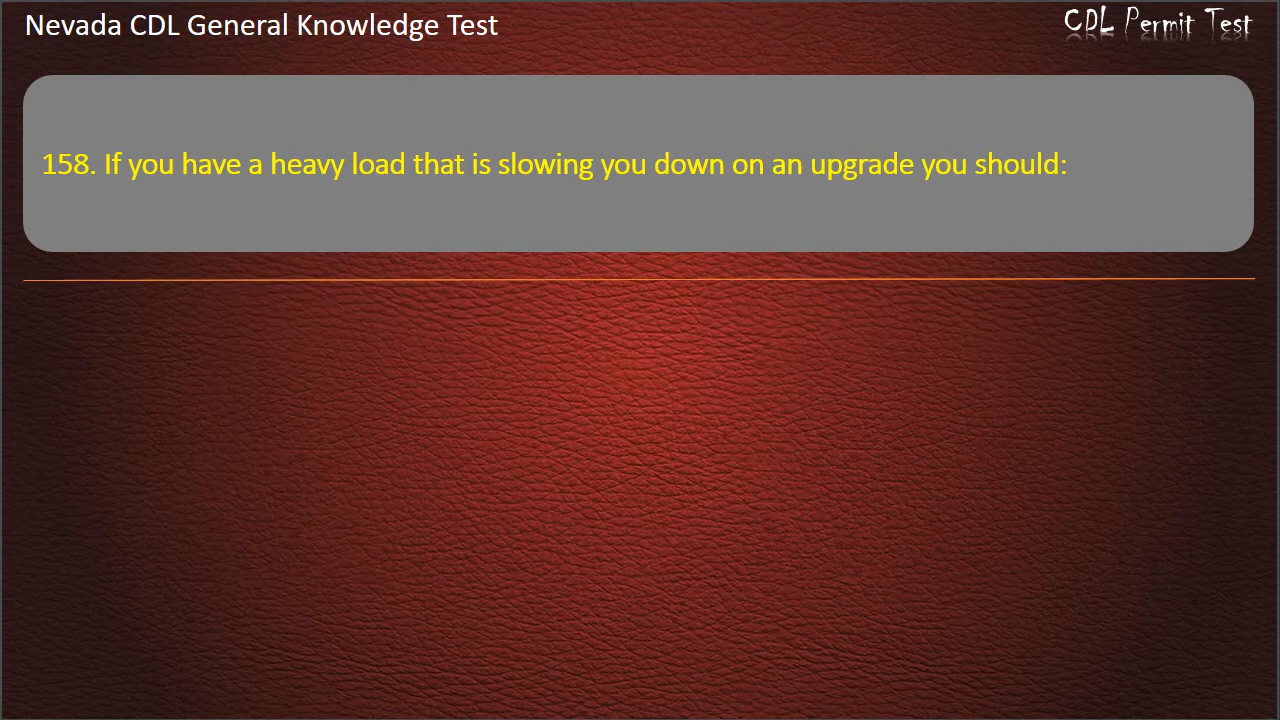 Nevada CDL General Knowledge Test
CDL Permit Test
158. If you have a heavy load that is slowing you down on an upgrade you should: